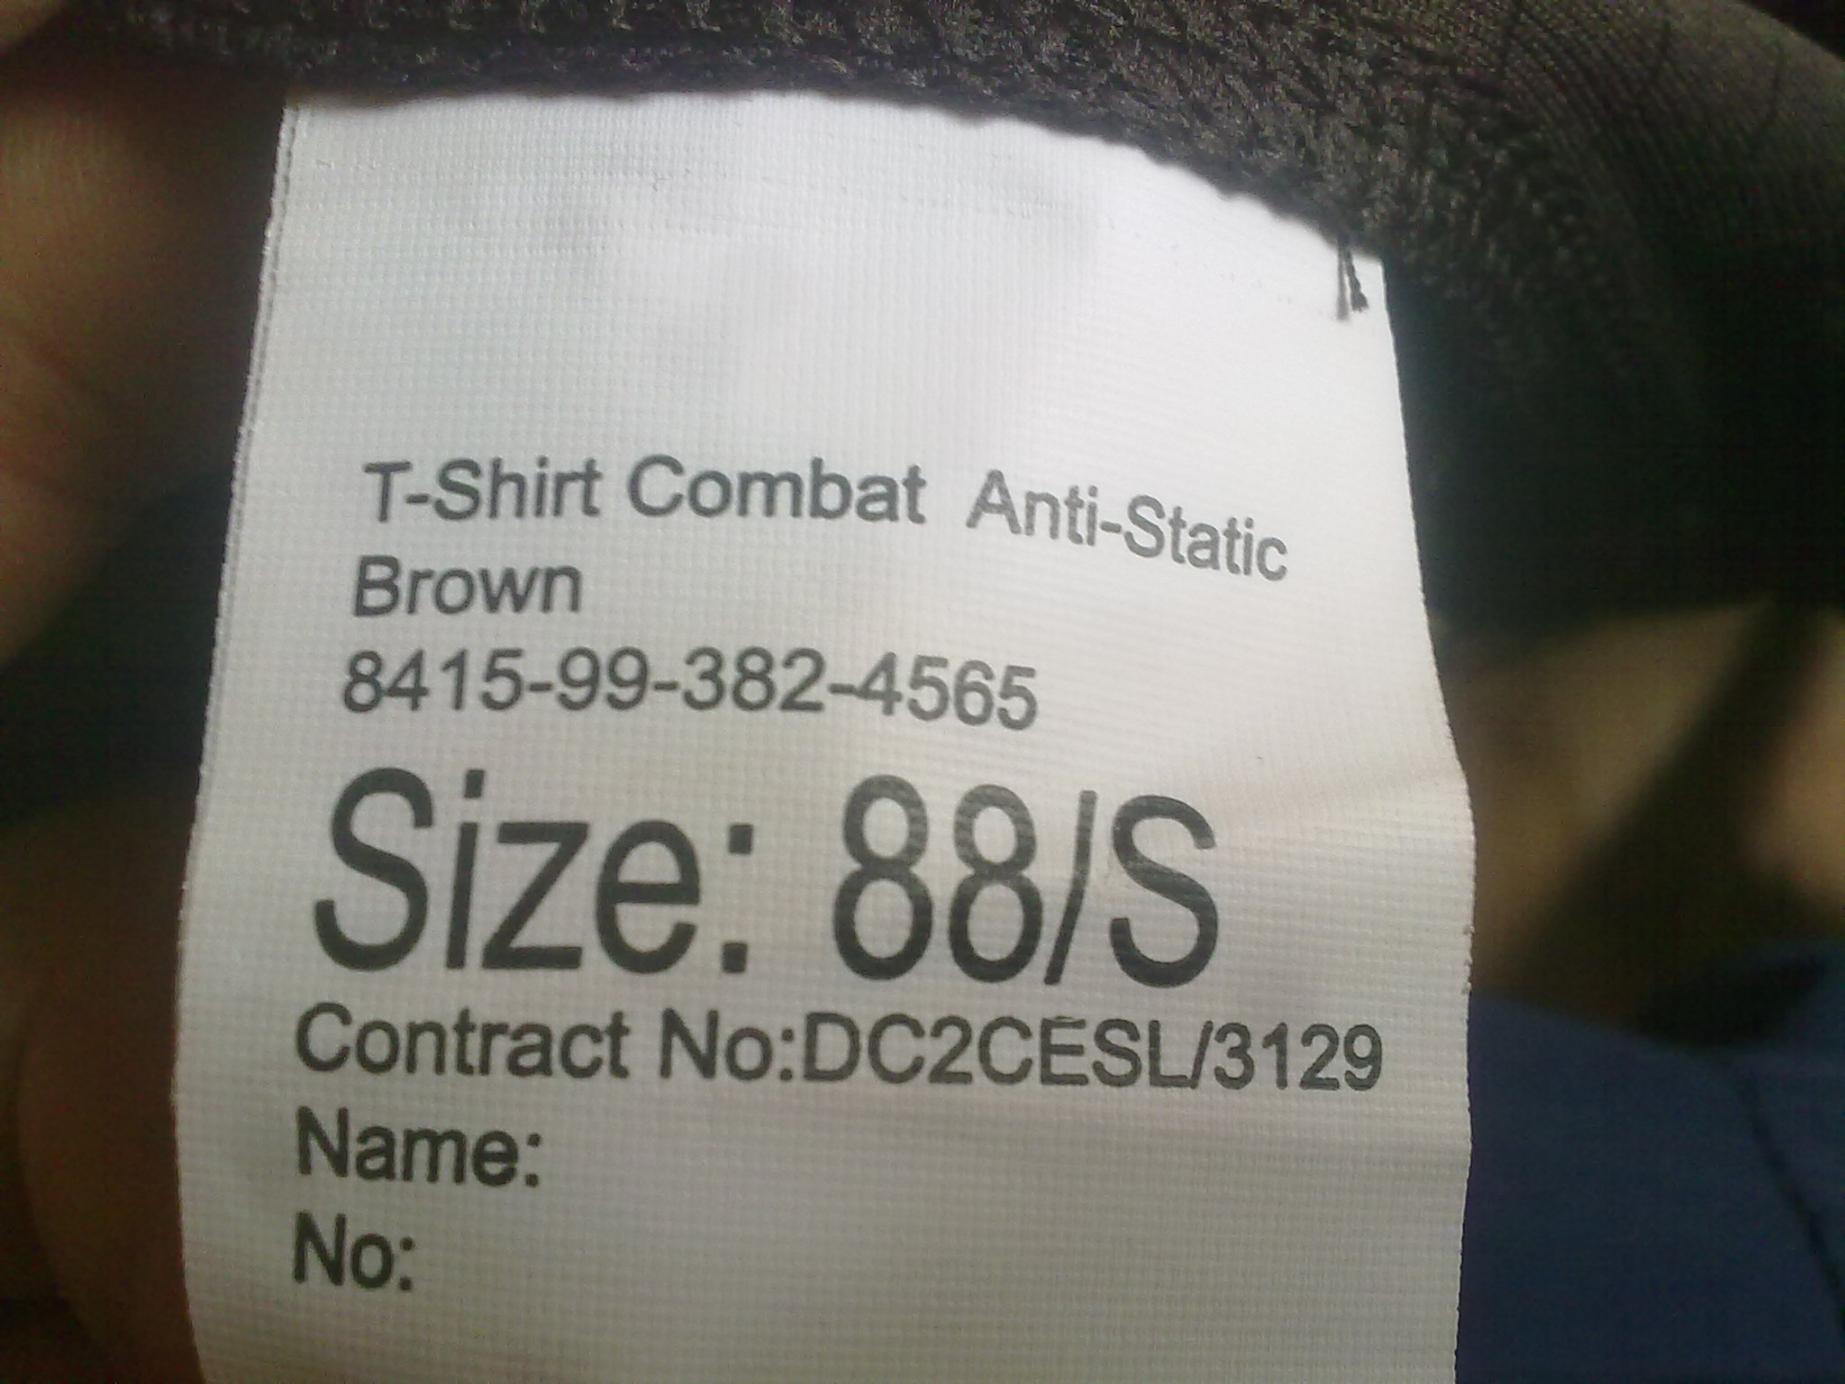 T-Shirt Combat Anti-Static
Brown
8415-99-382-4565
Size: 88/S
Contract No:DC2CESL/3129
Name:
No: